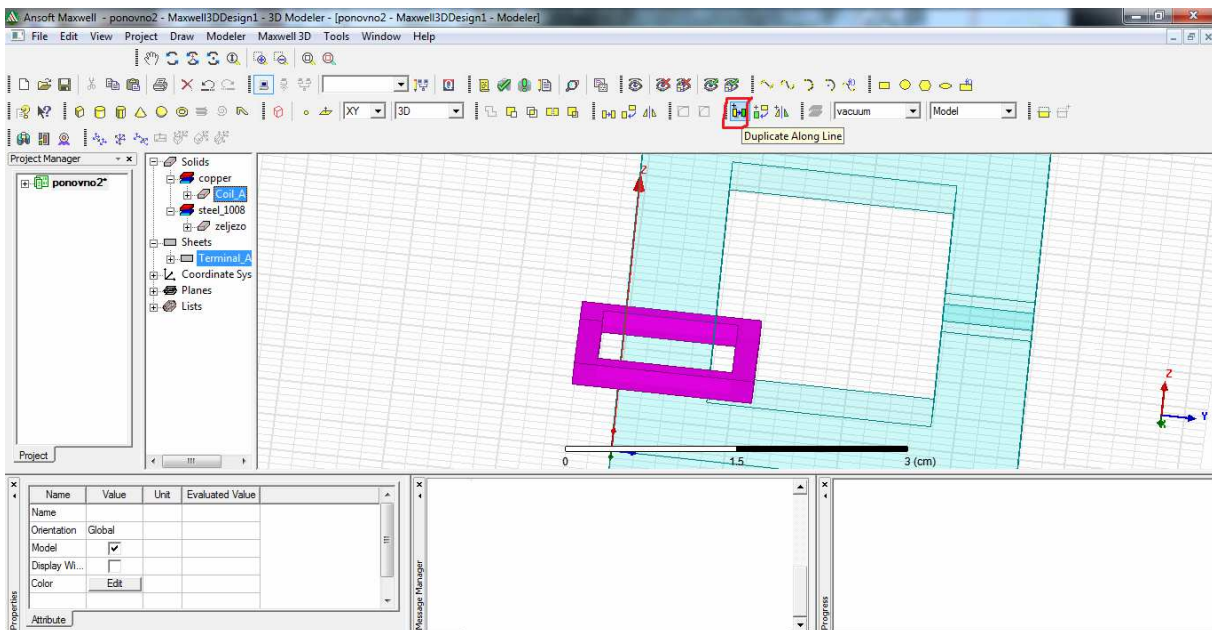 Ansoft Maxwell - ponovno2 - Maxwell3DDesign1 - 3D Modeler - [ponovno2 - Maxwell3DDesign1 - Modeler]
File Edit View Project Draw Modeler Maxwell 3D Tools Window Help
XY 3D vacuum Model
Duplicate Along Line
Project Manager
ponovno2*
Project
Solids
copper
Coil_A
steel_1008
zeljezo
Sheets
Terminal_A
Coordinate Sys
Planes
Lists
Z
Z
Y
X
0 1.5 3 (cm)
Name Value Unit Evaluated Value
Name
Orientation Global
Model
Display Wi...
Color Edit
Attribute
Properties
Message Manager
Progress